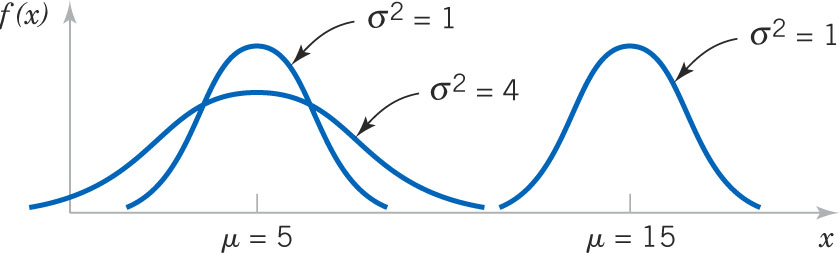 f(x)
σ² = 1
σ² = 1
σ² = 4
μ = 5
μ = 15
x